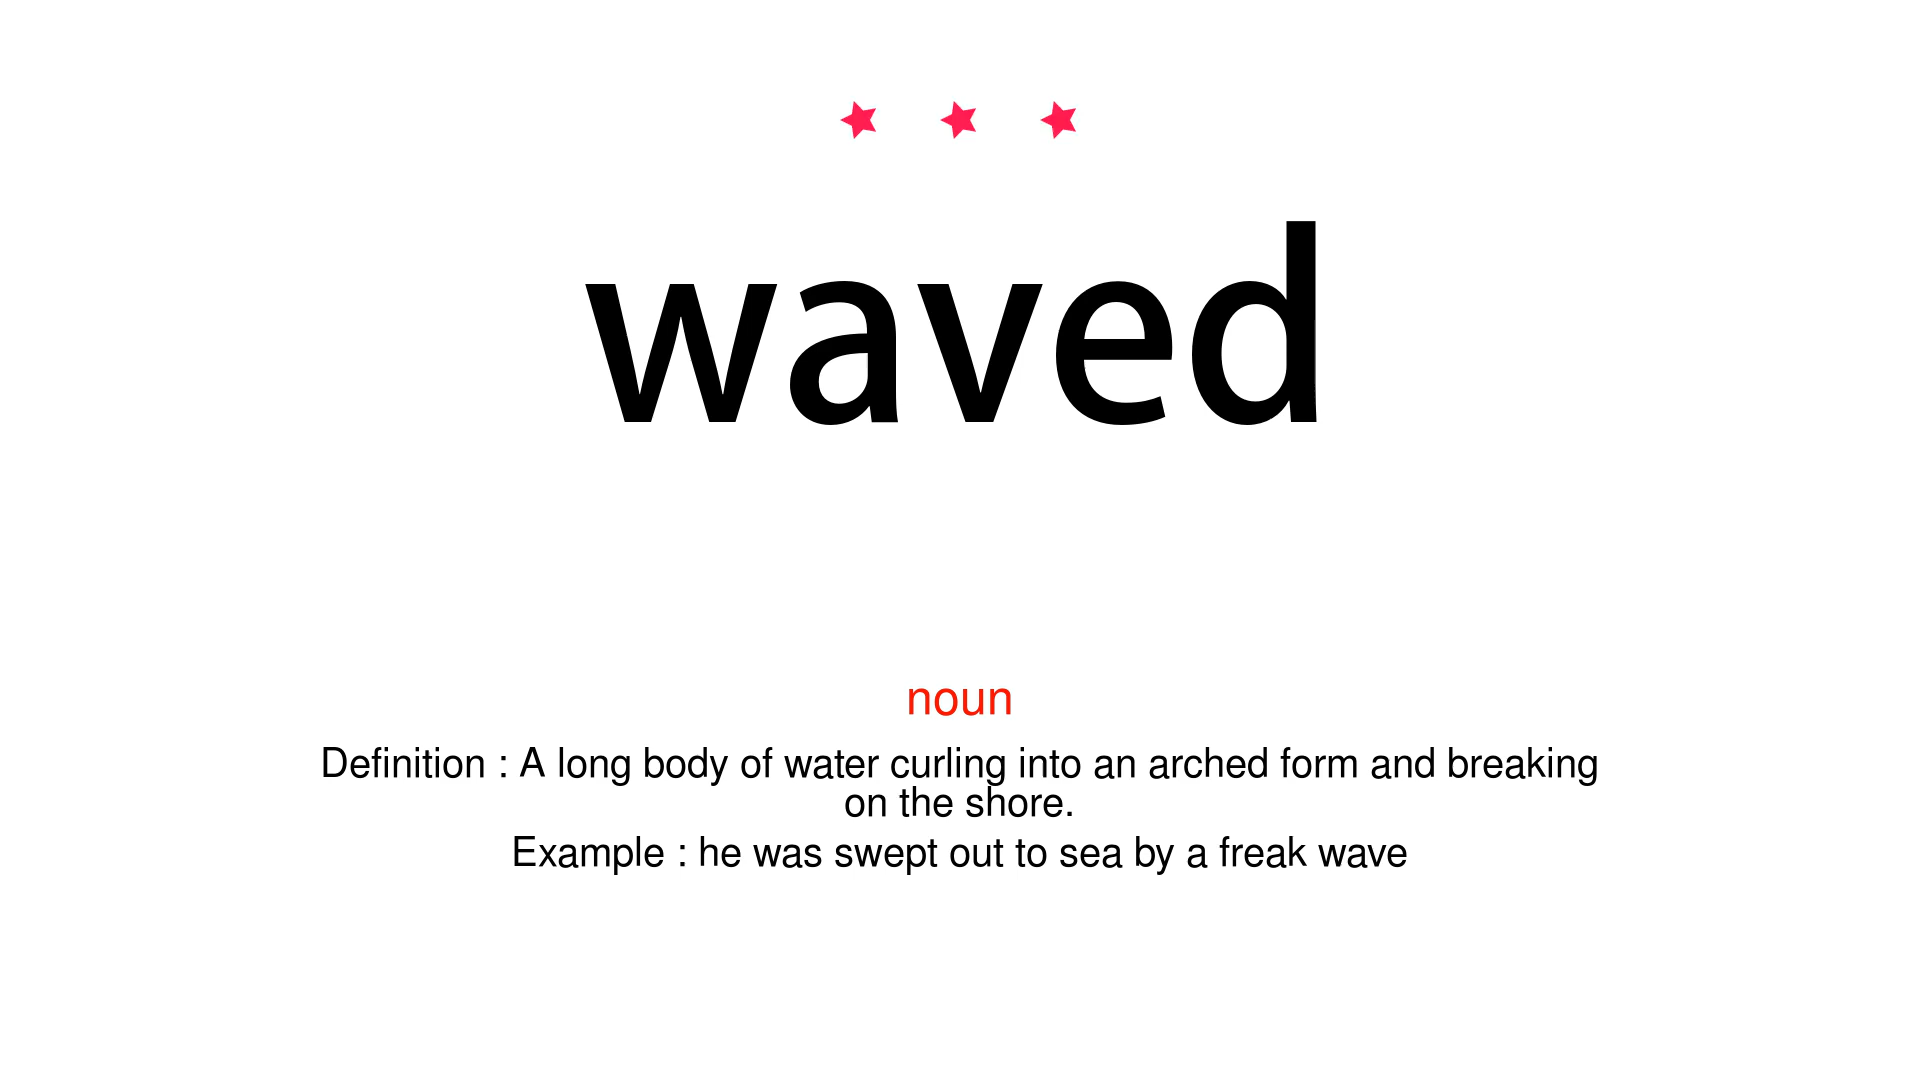 waved
noun
Definition : A long body of water curling into an arched form and breaking
on the shore.
Example : he was swept out to sea by a freak wave